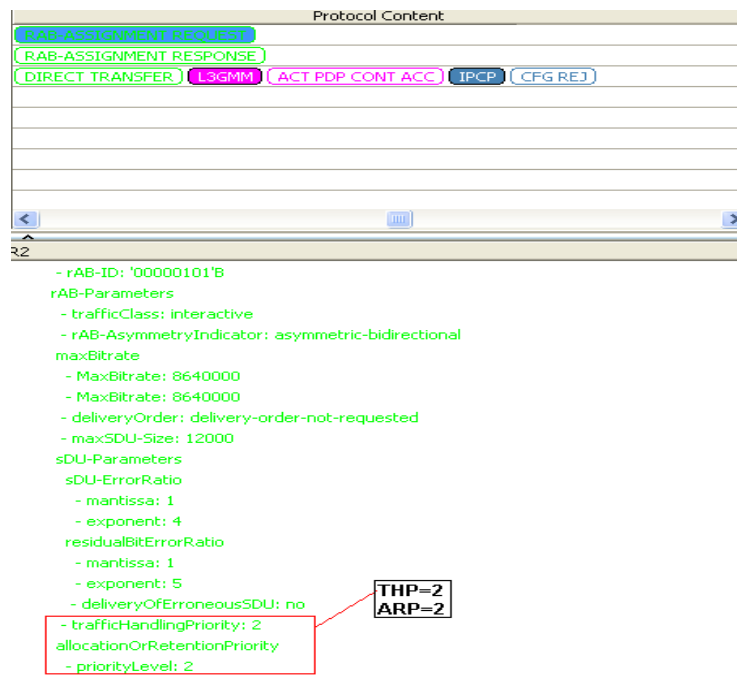 Protocol Content
RAB-ASSIGNMENT REQUEST
RAB-ASSIGNMENT RESPONSE
DIRECT TRANSFER L3GMM ACT PDP CONT ACC IPCP CFG REJ
R2
- rAB-ID: '00000101'B
rAB-Parameters
- trafficClass: interactive
- rAB-AsymmetryIndicator: asymmetric-bidirectional
maxBitrate
- MaxBitrate: 8640000
- MaxBitrate: 8640000
- deliveryOrder: delivery-order-not-requested
- maxSDU-Size: 12000
sDU-Parameters
sDU-ErrorRatio
- mantissa: 1
- exponent: 4
residualBitErrorRatio
- mantissa: 1
- exponent: 5
- deliveryOfErroneousSDU: no
- trafficHandlingPriority: 2
allocationOrRetentionPriority
- priorityLevel: 2
THP=2
ARP=2